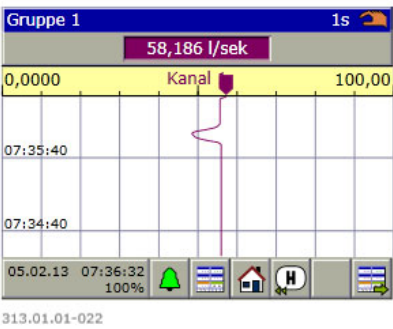 Gruppe 1 1s
58,186 l/sek
0,0000 Kanal 100,00
07:35:40
07:34:40
05.02.13 07:36:32
100%
H
313.01.01-022